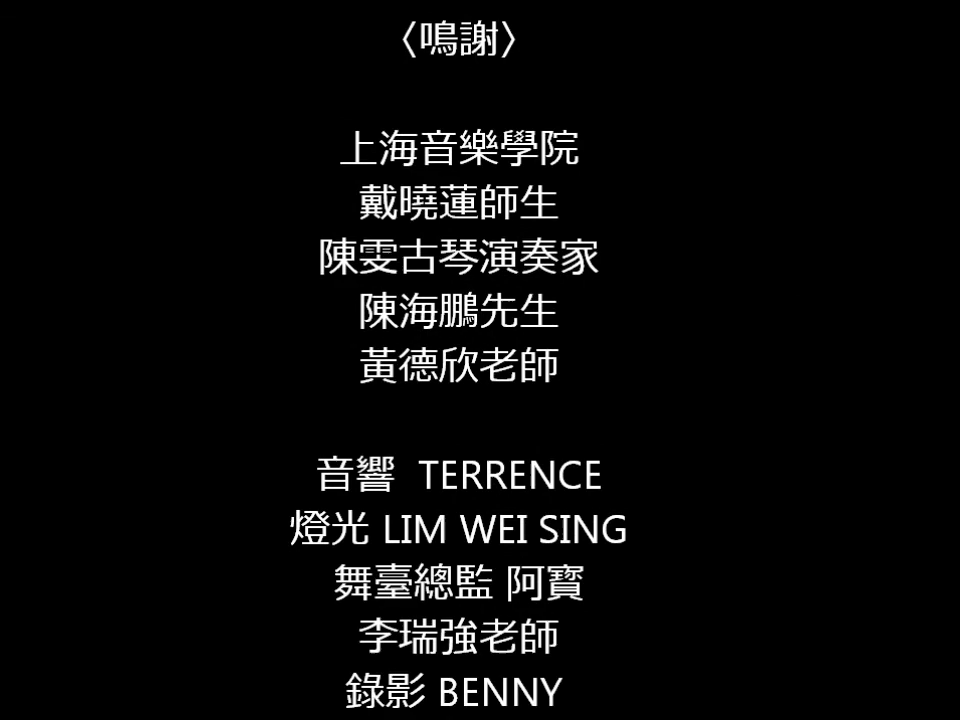 〈鳴謝〉
上海音樂學院
戴曉蓮師生
陳雯古琴演奏家
陳海鵬先生
黃德欣老師
音響 TERRENCE
燈光 LIM WEI SING
舞臺總監 阿寶
李瑞強老師
錄影 BENNY